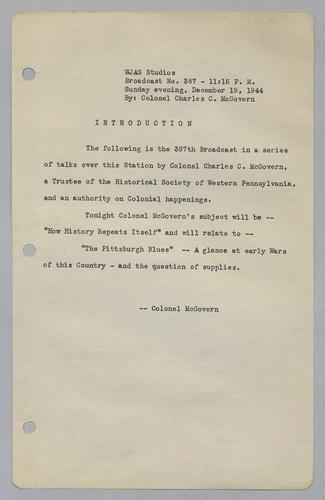 WJAS Studios
Broadcast No. 387 - 11:15 P. M.
Sunday evening, December 19, 1944
By: Colonel Charles C. McGovern
I N T R O D U C T I O N
The following is the 387th Broadcast in a series
of talks over this Station by Colonel Charles C. McGovern,
a Trustee of the Historical Society of Western Pennsylvania,
and an authority on Colonial happenings.
Tonight Colonel McGovern's subject will be --
"How History Repeats Itself" and will relate to --
"The Pittsburgh Blues" -- A glance at early Wars
of this Country - and the question of supplies.
-- Colonel McGovern